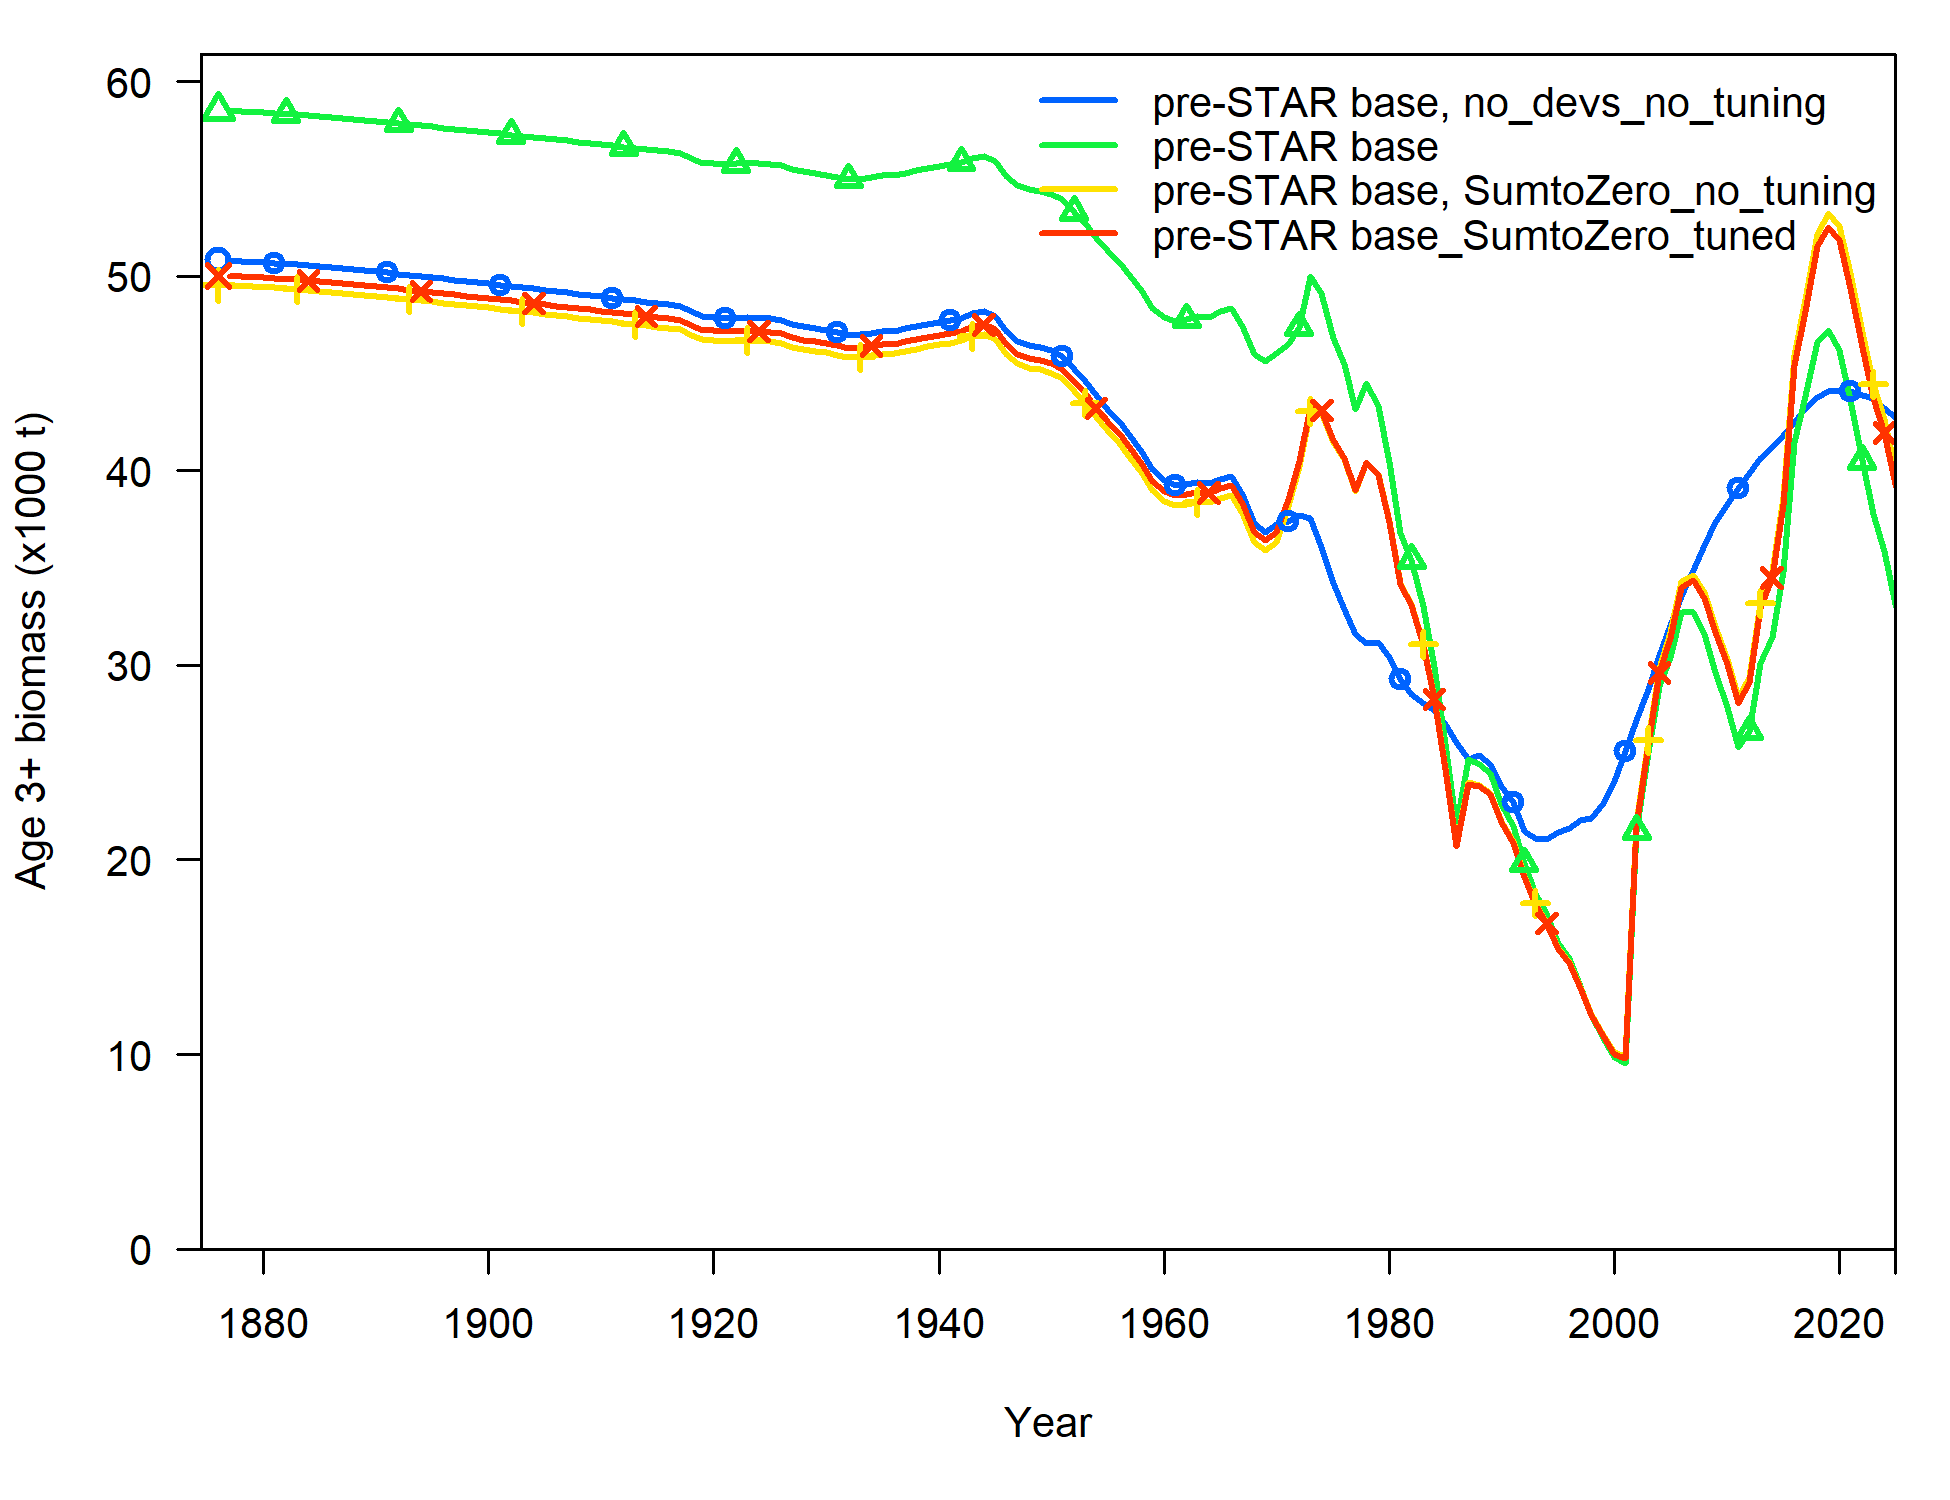 60
50
40
30
20
10
0
Age 3+ biomass (x1000 t)
pre-STAR base, no_devs_no_tuning
pre-STAR base
pre-STAR base, SumtoZero_no_tuning
pre-STAR base_SumtoZero_tuned
1880 1900 1920 1940 1960 1980 2000 2020
Year